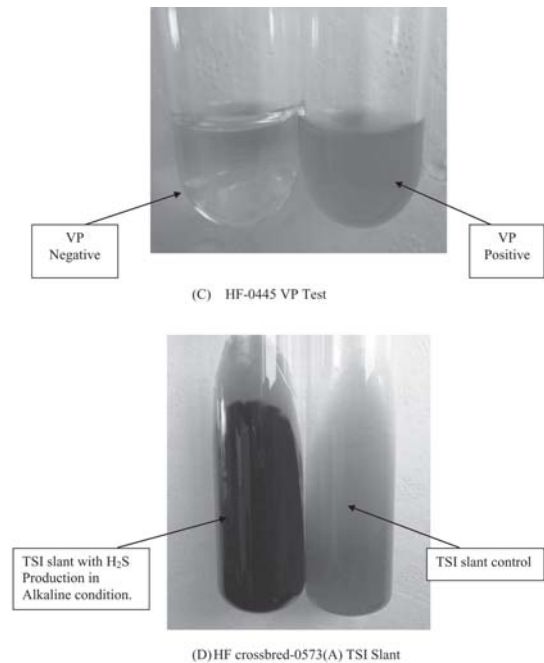 VP
Negative
VP
Positive
(C) HF-0445 VP Test
TSI slant with H₂S
Production in
Alkaline condition.
TSI slant control
(D) HF crossbred-0573(A) TSI Slant